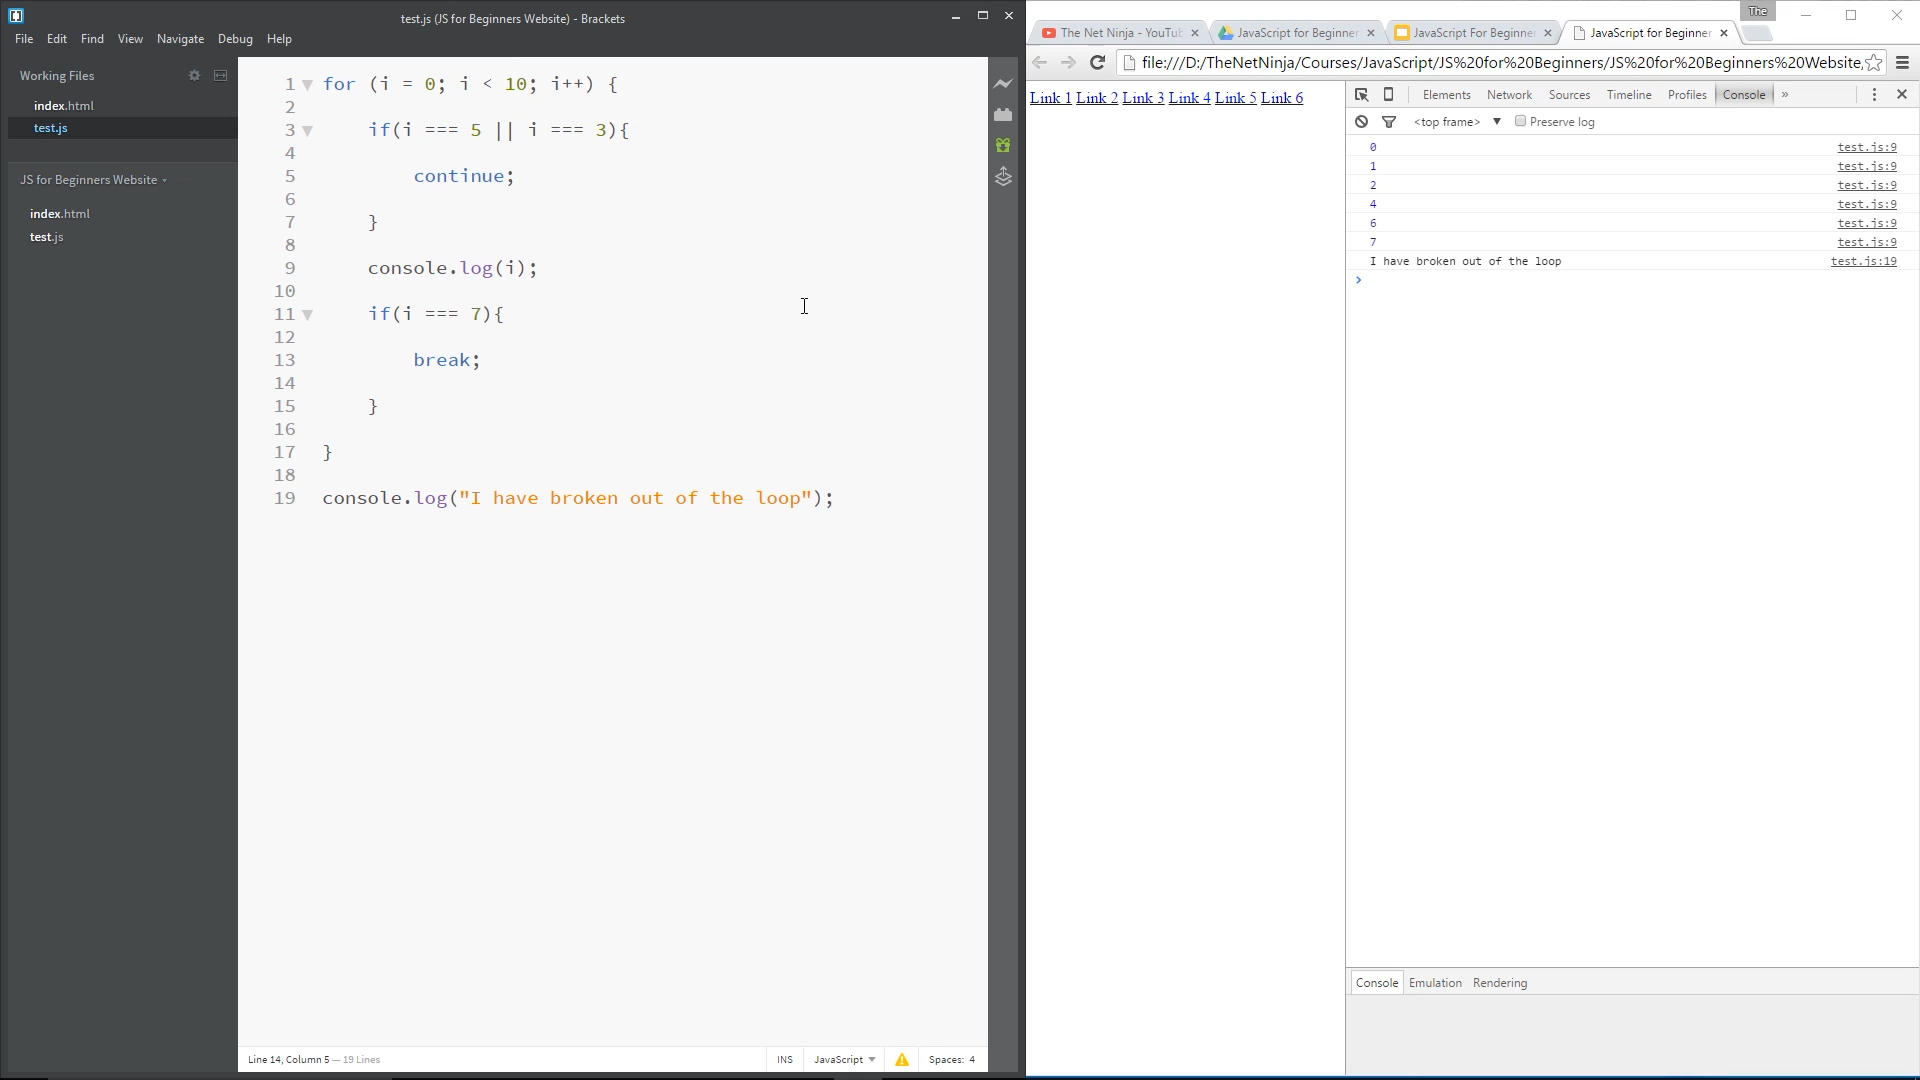 test.js (JS for Beginners Website) - Brackets
File Edit Find View Navigate Debug Help
Working Files
index.html
test.js
JS for Beginners Website
index.html
test.js
1 for (i = 0; i < 10; i++) {
2
3 if(i === 5 || i === 3){
4
5 continue;
6
7 }
8
9 console.log(i);
10
11 if(i === 7){
12
13 break;
14
15 }
16
17 }
18
19 console.log("I have broken out of the loop");
Line 14, Column 5 — 19 Lines
INS JavaScript Spaces: 4
The
The Net Ninja - YouTub JavaScript for Beginner JavaScript For Beginner JavaScript for Beginner
file:///D:/TheNetNinja/Courses/JavaScript/JS%20for%20Beginners/JS%20for%20Beginners%20Website,
Link 1 Link 2 Link 3 Link 4 Link 5 Link 6
Elements Network Sources Timeline Profiles Console »
<top frame> Preserve log
0 test.js:9
1 test.js:9
2 test.js:9
4 test.js:9
6 test.js:9
7 test.js:9
I have broken out of the loop test.js:19
>
Console Emulation Rendering